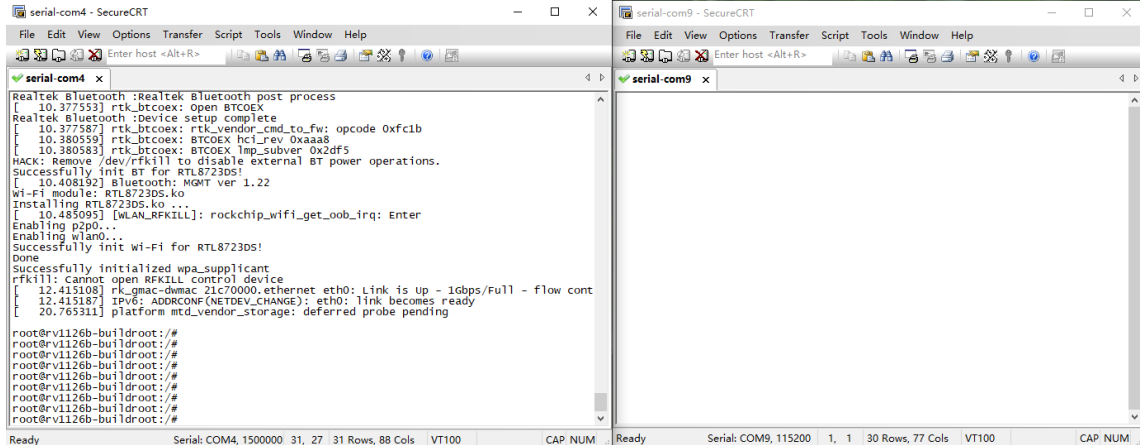 serial-com4 - SecureCRT
File Edit View Options Transfer Script Tools Window Help
Enter host <Alt+R>
serial-com4 x
Realtek Bluetooth :Realtek Bluetooth post process
[   10.377553] rtk_btcoex: Open BTCOEX
Realtek Bluetooth :Device setup complete
[   10.377587] rtk_btcoex: rtk_vendor_cmd_to_fw: opcode 0xfc1b
[   10.380559] rtk_btcoex: BTCOEX hci_rev 0xaaa8
[   10.380583] rtk_btcoex: BTCOEX lmp_subver 0x2df5
HACK: Remove /dev/rfkill to disable external BT power operations.
Successfully init BT for RTL8723DS!
[   10.408192] Bluetooth: MGMT ver 1.22
Wi-Fi module: RTL8723DS.ko
Installing RTL8723DS.ko ...
[   10.485095] [WLAN_RFKILL]: rockchip_wifi_get_oob_irq: Enter
Enabling p2p0...
Enabling wlan0...
Successfully init Wi-Fi for RTL8723DS!
Done
Successfully initialized wpa_supplicant
rfkill: Cannot open RFKILL control device
[   12.415108] rk_gmac-dwmac 21c70000.ethernet eth0: Link is Up - 1Gbps/Full - flow cont
[   12.415187] IPv6: ADDRCONF(NETDEV_CHANGE): eth0: link becomes ready
[   20.765311] platform mtd_vendor_storage: deferred probe pending
root@rv1126b-buildroot:/#
root@rv1126b-buildroot:/#
root@rv1126b-buildroot:/#
root@rv1126b-buildroot:/#
root@rv1126b-buildroot:/#
root@rv1126b-buildroot:/#
root@rv1126b-buildroot:/#
root@rv1126b-buildroot:/#
root@rv1126b-buildroot:/#
Ready Serial: COM4, 1500000 31, 27 31 Rows, 88 Cols VT100 CAP NUM
serial-com9 - SecureCRT
File Edit View Options Transfer Script Tools Window Help
Enter host <Alt+R>
serial-com9 x
Ready Serial: COM9, 115200 1, 1 30 Rows, 77 Cols VT100 CAP NUM